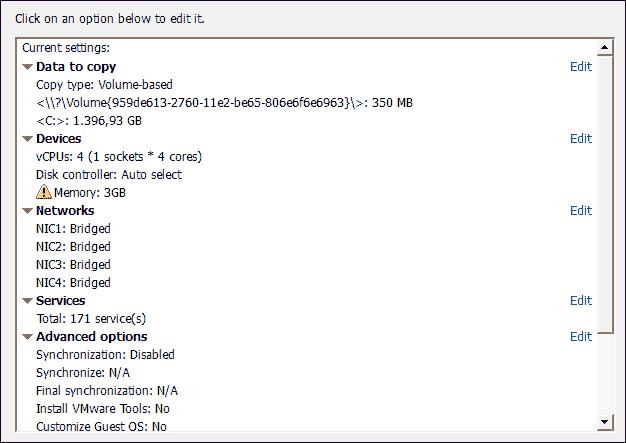 Click on an option below to edit it.
Current settings:
Data to copy Edit
Copy type: Volume-based
<\\?\Volume{959de613-2760-11e2-be65-806e6f6e6963}\>: 350 MB
<C:>: 1.396,93 GB
Devices Edit
vCPUs: 4 (1 sockets * 4 cores)
Disk controller: Auto select
Memory: 3GB
Networks Edit
NIC1: Bridged
NIC2: Bridged
NIC3: Bridged
NIC4: Bridged
Services Edit
Total: 171 service(s)
Advanced options Edit
Synchronization: Disabled
Synchronize: N/A
Final synchronization: N/A
Install VMware Tools: No
Customize Guest OS: No